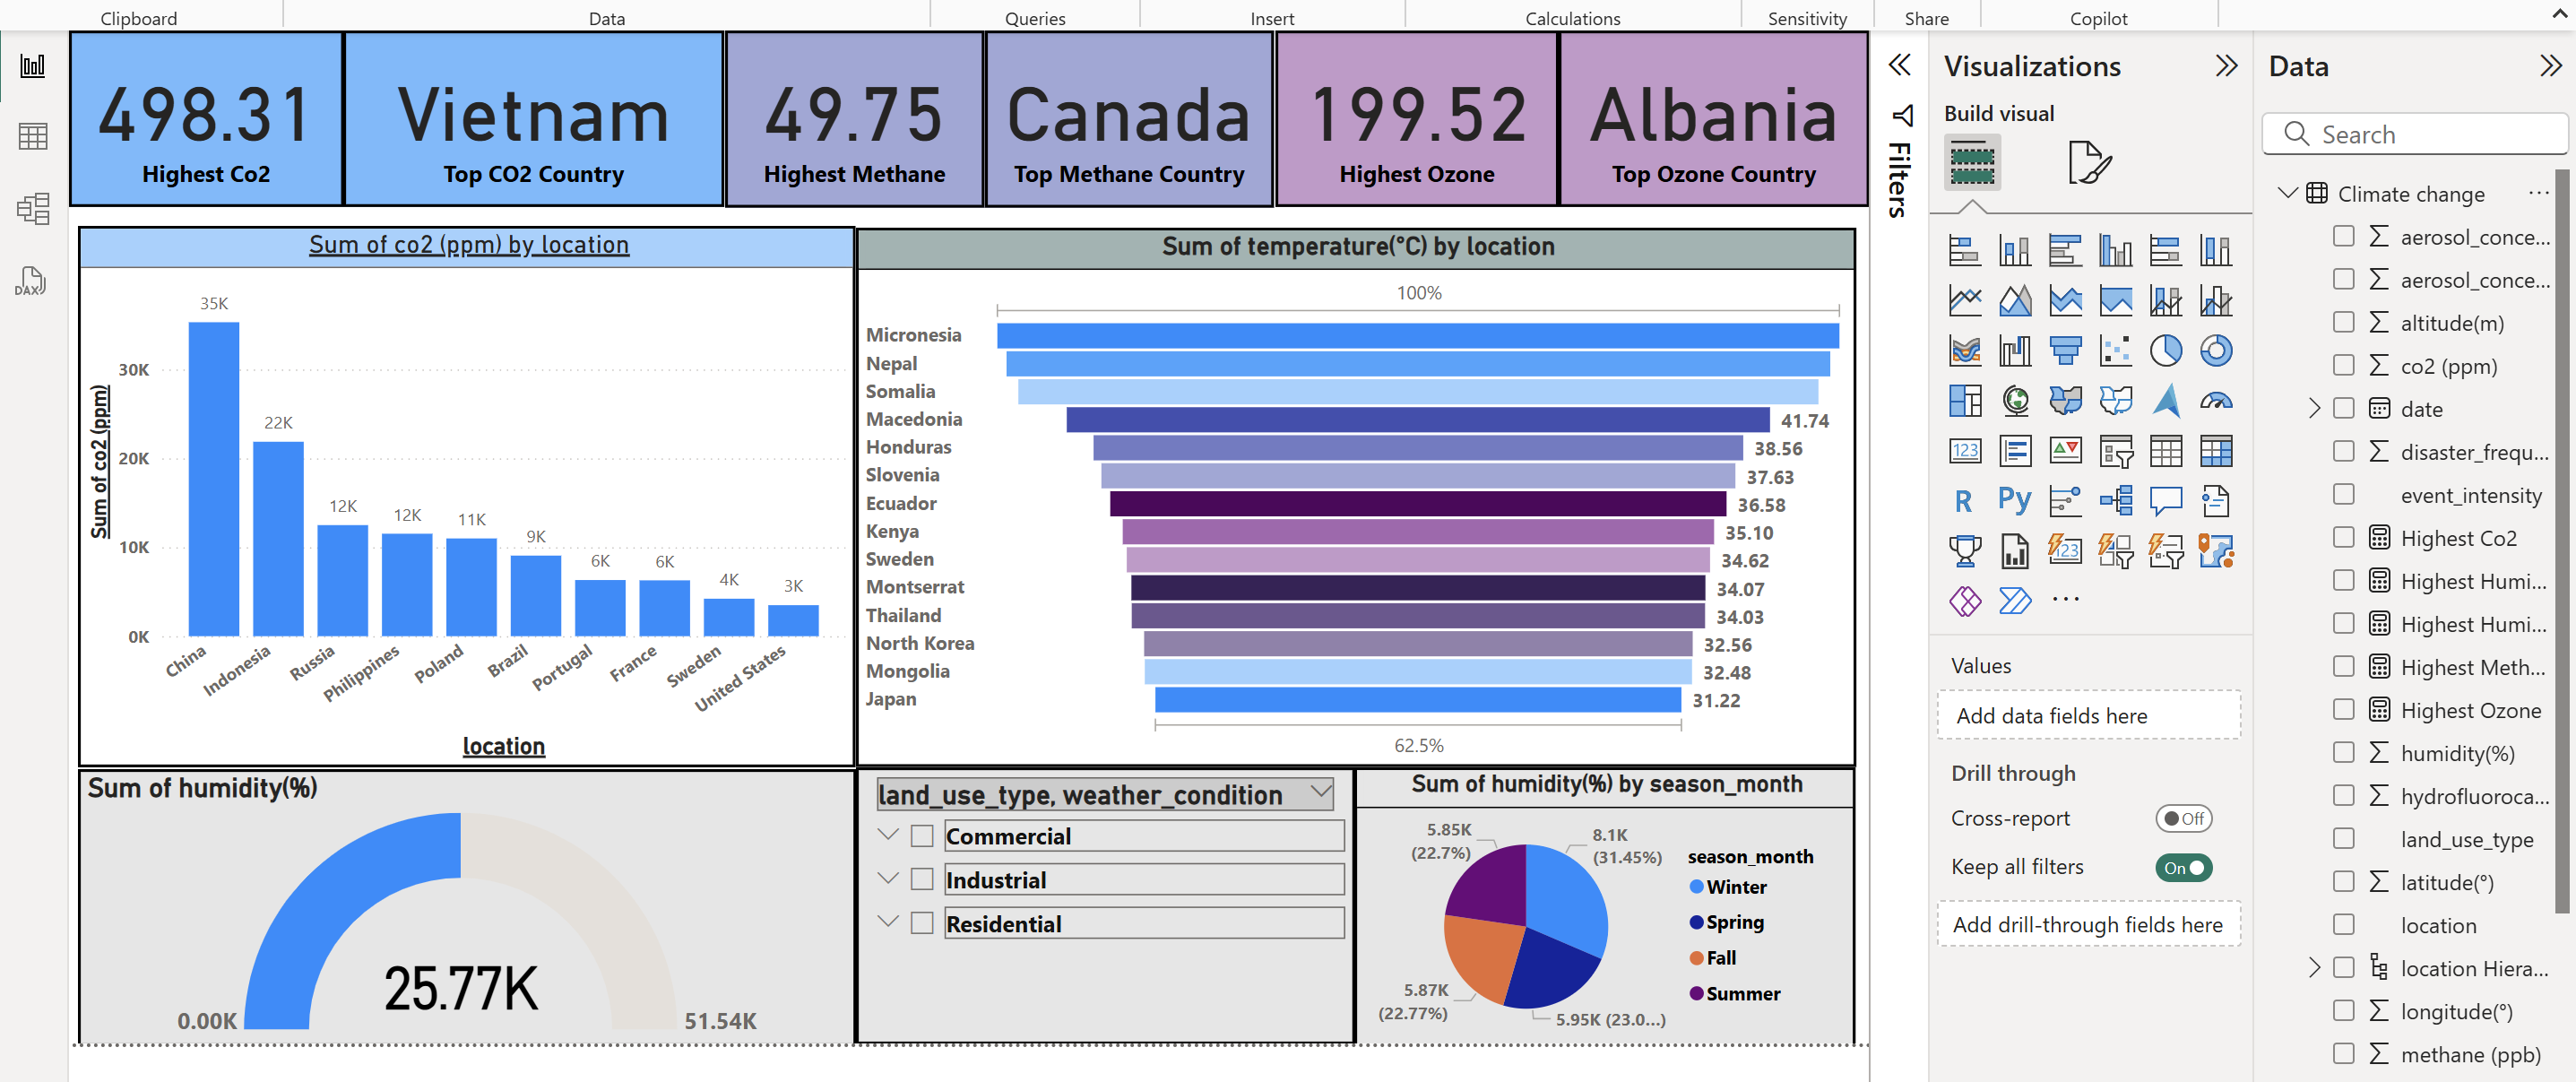 Clipboard
Data
Queries
Insert
Calculations
Sensitivity
Share
Copilot
498.31
Highest Co2
Vietnam
Top CO2 Country
49.75
Highest Methane
Canada
Top Methane Country
199.52
Highest Ozone
Albania
Top Ozone Country
DAX
Sum of co2 (ppm) by location
Sum of co2 (ppm)
30K
20K
10K
0K
35K
22K
12K
12K
11K
9K
6K
6K
4K
3K
China
Indonesia
Russia
Philippines
Poland
Brazil
Portugal
France
Sweden
United States
location
Sum of temperature(°C) by location
100%
Micronesia
Nepal
Somalia
Macedonia 41.74
Honduras 38.56
Slovenia 37.63
Ecuador 36.58
Kenya 35.10
Sweden 34.62
Montserrat 34.07
Thailand 34.03
North Korea 32.56
Mongolia 32.48
Japan 31.22
62.5%
Sum of humidity(%)
25.77K
0.00K
51.54K
land_use_type, weather_condition
Commercial
Industrial
Residential
Sum of humidity(%) by season_month
5.85K
(22.7%)
8.1K
(31.45%)
5.87K
(22.77%)
5.95K (23.0...)
season_month
Winter
Spring
Fall
Summer
Filters
Visualizations
Build visual
123
R
Py
123
...
Values
Add data fields here
Drill through
Cross-report
Off
Keep all filters
On
Add drill-through fields here
Data
Search
Climate change
...
aerosol_conce...
aerosol_conce...
altitude(m)
co2 (ppm)
date
disaster_frequ...
event_intensity
Highest Co2
Highest Humi...
Highest Humi...
Highest Meth...
Highest Ozone
humidity(%)
hydrofluoroca...
land_use_type
latitude(°)
location
location Hiera...
longitude(°)
methane (ppb)